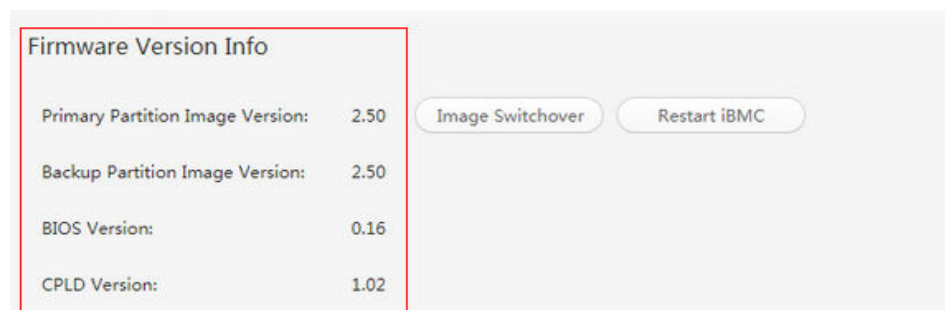 Firmware Version Info
Primary Partition Image Version: 2.50 Image Switchover Restart iBMC
Backup Partition Image Version: 2.50
BIOS Version: 0.16
CPLD Version: 1.02